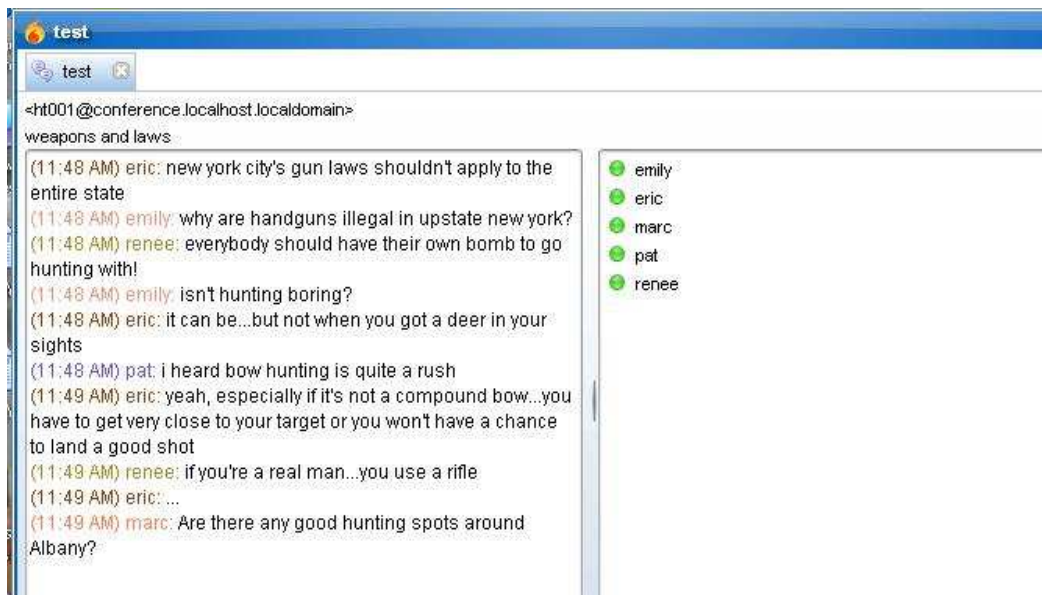 test
test
<ht001@conference.localhost.localdomain>
weapons and laws
(11:48 AM) eric: new york city's gun laws shouldn't apply to the
entire state
(11:48 AM) emily: why are handguns illegal in upstate new york?
(11:48 AM) renee: everybody should have their own bomb to go
hunting with!
(11:48 AM) emily: isn't hunting boring?
(11:48 AM) eric: it can be...but not when you got a deer in your
sights
(11:48 AM) pat: i heard bow hunting is quite a rush
(11:49 AM) eric: yeah, especially if it's not a compound bow...you
have to get very close to your target or you won't have a chance
to land a good shot
(11:49 AM) renee: if you're a real man...you use a rifle
(11:49 AM) eric: ...
(11:49 AM) marc: Are there any good hunting spots around
Albany?
emily
eric
marc
pat
renee